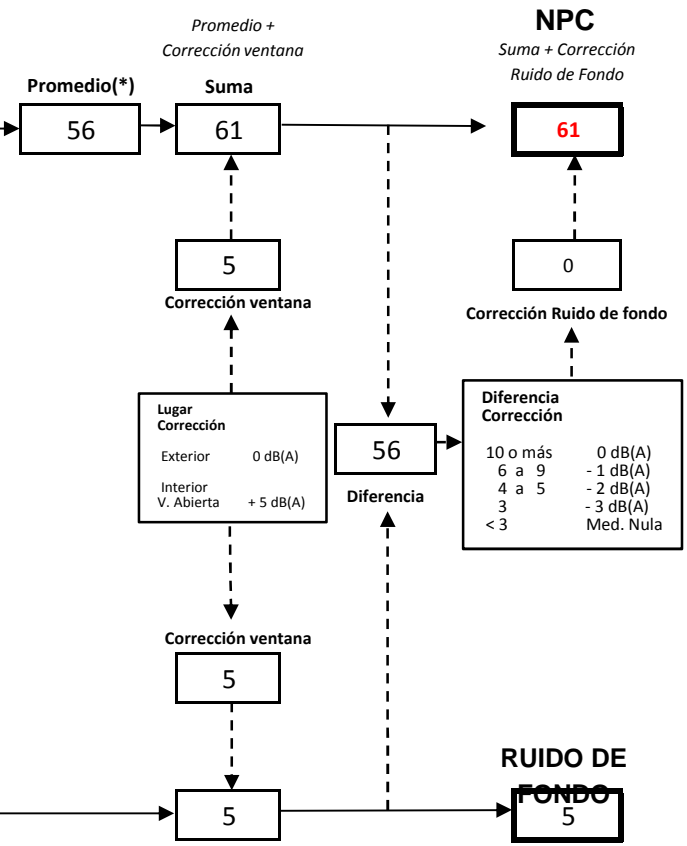 Promedio +
Corrección ventana
NPC
Suma + Corrección
Ruido de Fondo
Promedio(*)
Suma
56
61
61
5
0
Corrección ventana
Corrección Ruido de fondo
Lugar
Corrección
Exterior 0 dB(A)
Interior
V. Abierta + 5 dB(A)
56
Diferencia
Diferencia
Corrección
10 o más 0 dB(A)
6 a 9 - 1 dB(A)
4 a 5 - 2 dB(A)
3 - 3 dB(A)
< 3 Med. Nula
Corrección ventana
5
RUIDO DE
FONDO
5
5